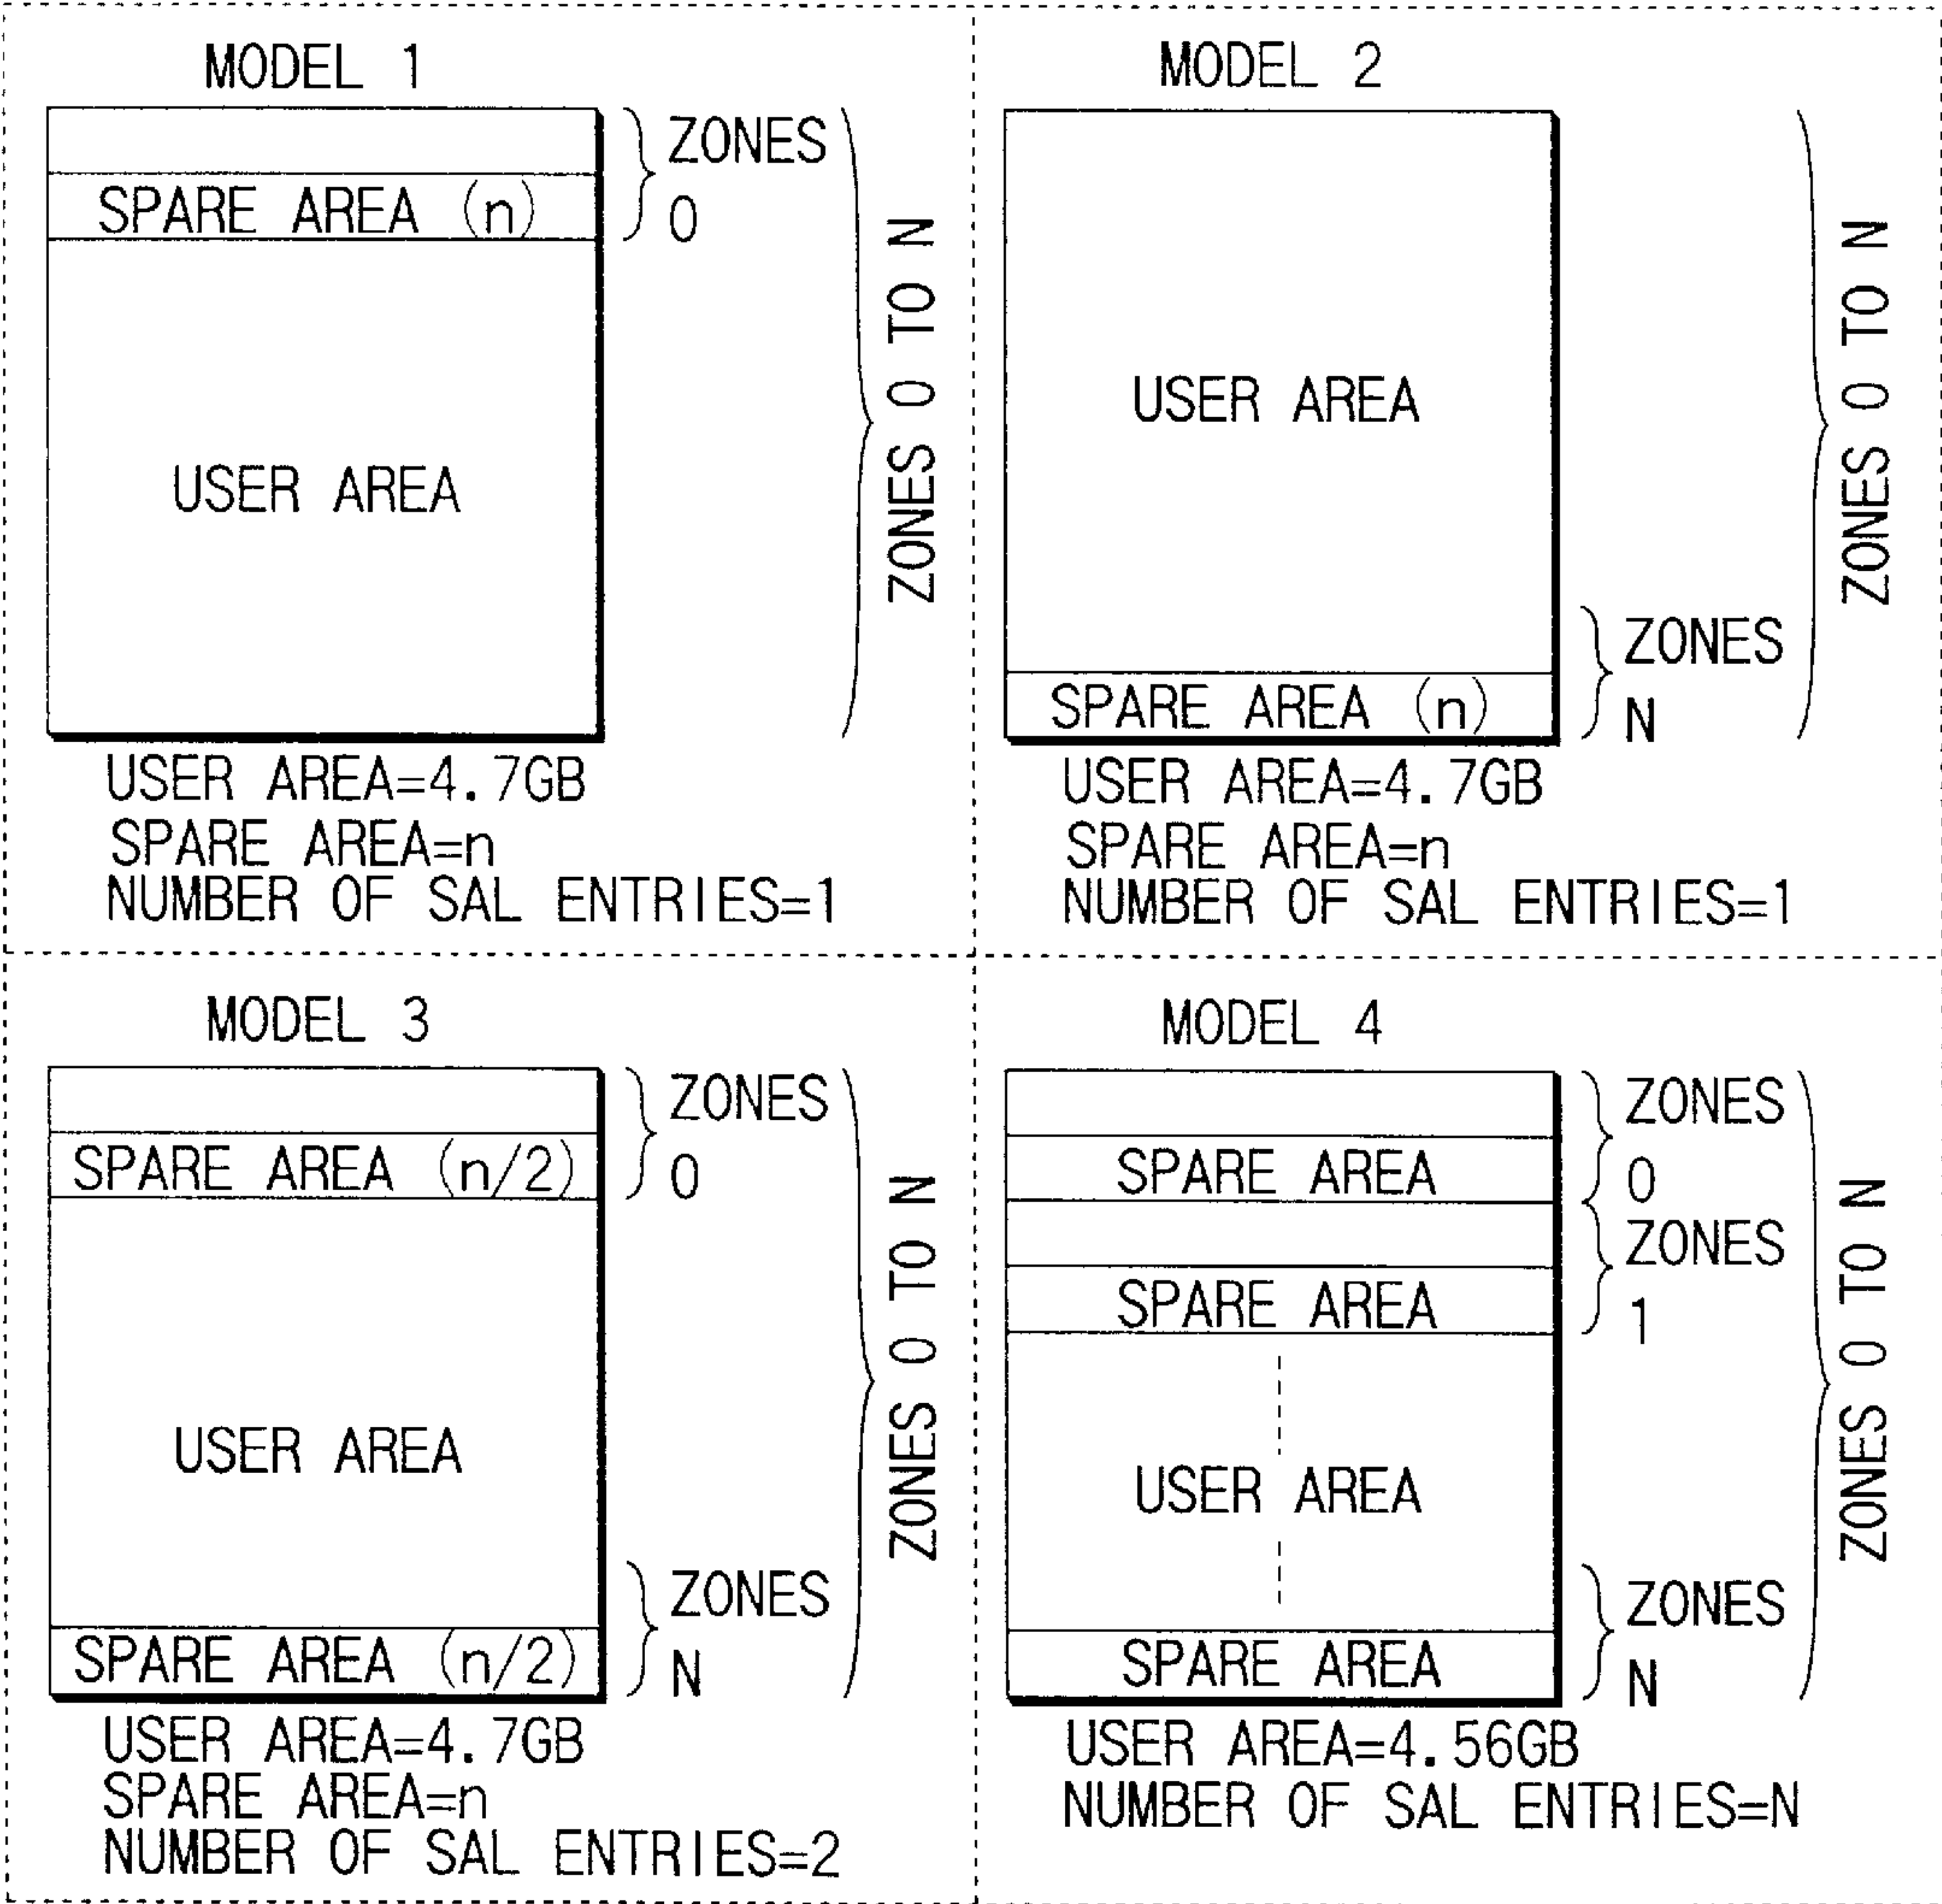 MODEL 1
ZONES
SPARE AREA (n)
0
USER AREA
ZONES 0 TO N
USER AREA=4.7GB
SPARE AREA=n
NUMBER OF SAL ENTRIES=1
MODEL 2
USER AREA
ZONES
SPARE AREA (n)
N
ZONES 0 TO N
USER AREA=4.7GB
SPARE AREA=n
NUMBER OF SAL ENTRIES=1
MODEL 3
ZONES
SPARE AREA (n/2)
0
USER AREA
ZONES
SPARE AREA (n/2)
N
ZONES 0 TO N
USER AREA=4.7GB
SPARE AREA=n
NUMBER OF SAL ENTRIES=2
MODEL 4
ZONES
SPARE AREA
0
ZONES
SPARE AREA
1
USER AREA
ZONES
SPARE AREA
N
ZONES 0 TO N
USER AREA=4.56GB
NUMBER OF SAL ENTRIES=N